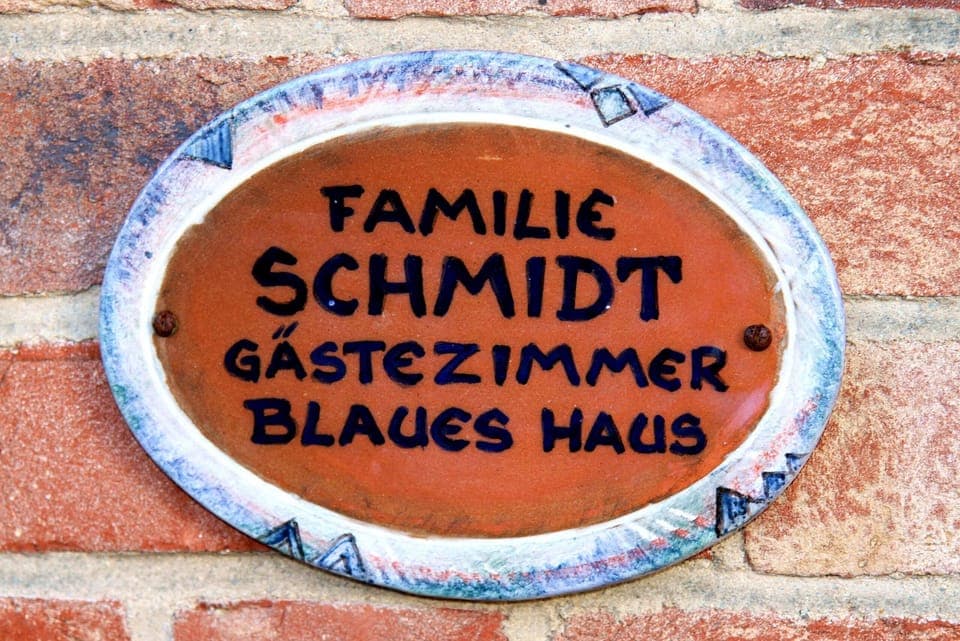 FAMILIE
SCHMIDT
GÄSTEZIMMER
BLAUES HAUS